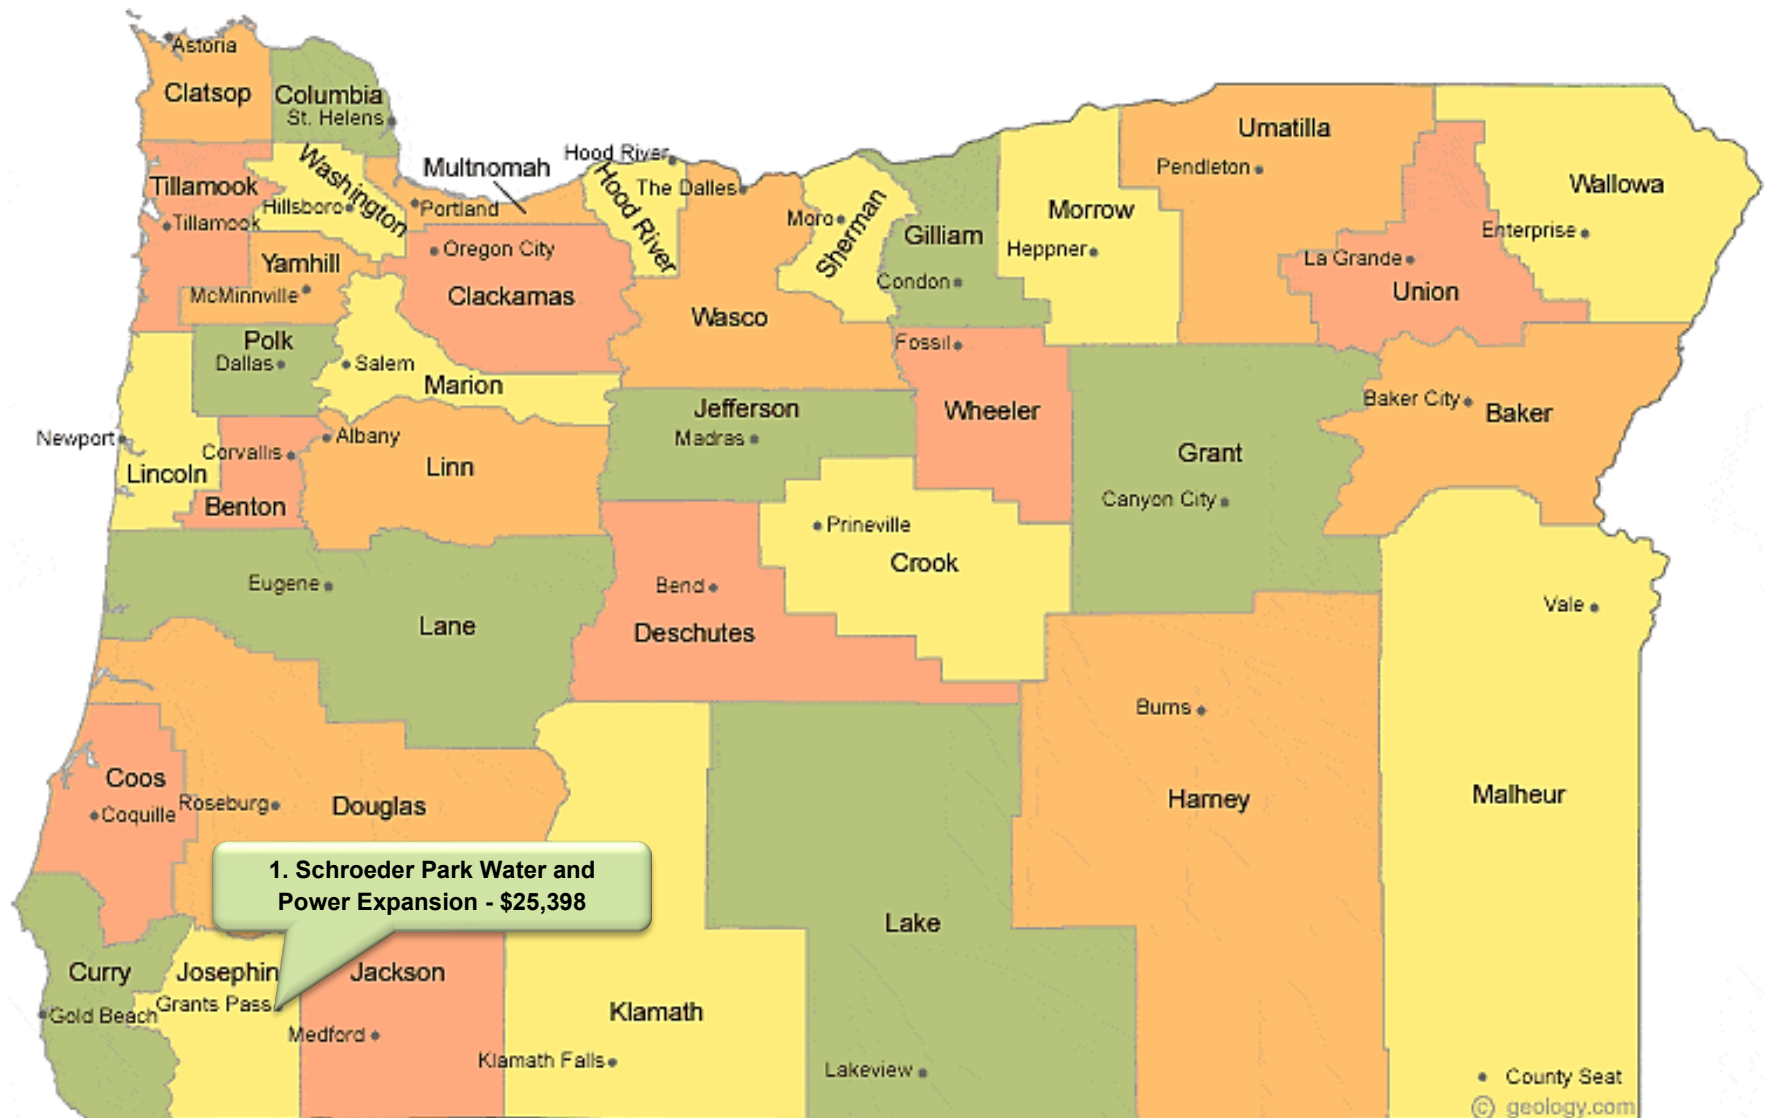 Astoria
Clatsop
Columbia
St. Helens
Hood River
Multnomah
Washington
Tillamook
Hillsboro
Portland
Tillamook
Hood River
The Dalles
Moro
Sherman
Gilliam
Condon
Morrow
Heppner
Umatilla
Pendleton
Wallowa
Enterprise
La Grande
Union
Oregon City
Yamhill
McMinnville
Clackamas
Wasco
Polk
Dallas
Salem
Marion
Fossil
Jefferson
Madras
Wheeler
Grant
Canyon City
Baker City
Baker
Newport
Lincoln
Corvallis
Albany
Benton
Linn
Prineville
Crook
Eugene
Lane
Bend
Deschutes
Vale
Burns
Harney
Malheur
Coos
Coquille
Roseburg
Douglas
1. Schroeder Park Water and
Power Expansion - $25,398
Lake
Curry
Josephin
Jackson
Gold Beach
Grants Pass
Medford
Klamath
Klamath Falls
Lakeview
County Seat
© geology.com